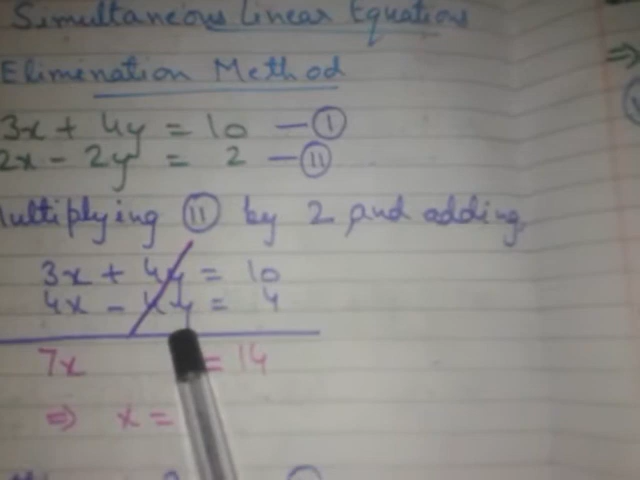 Simultaneous Linear Equations
Elimination Method
3x + 4y = 10 — I
2x - 2y = 2 — II
Multiplying II by 2 and adding,
3x + 4y = 10
4x - 4y = 4
7x = 14
⇒ x =